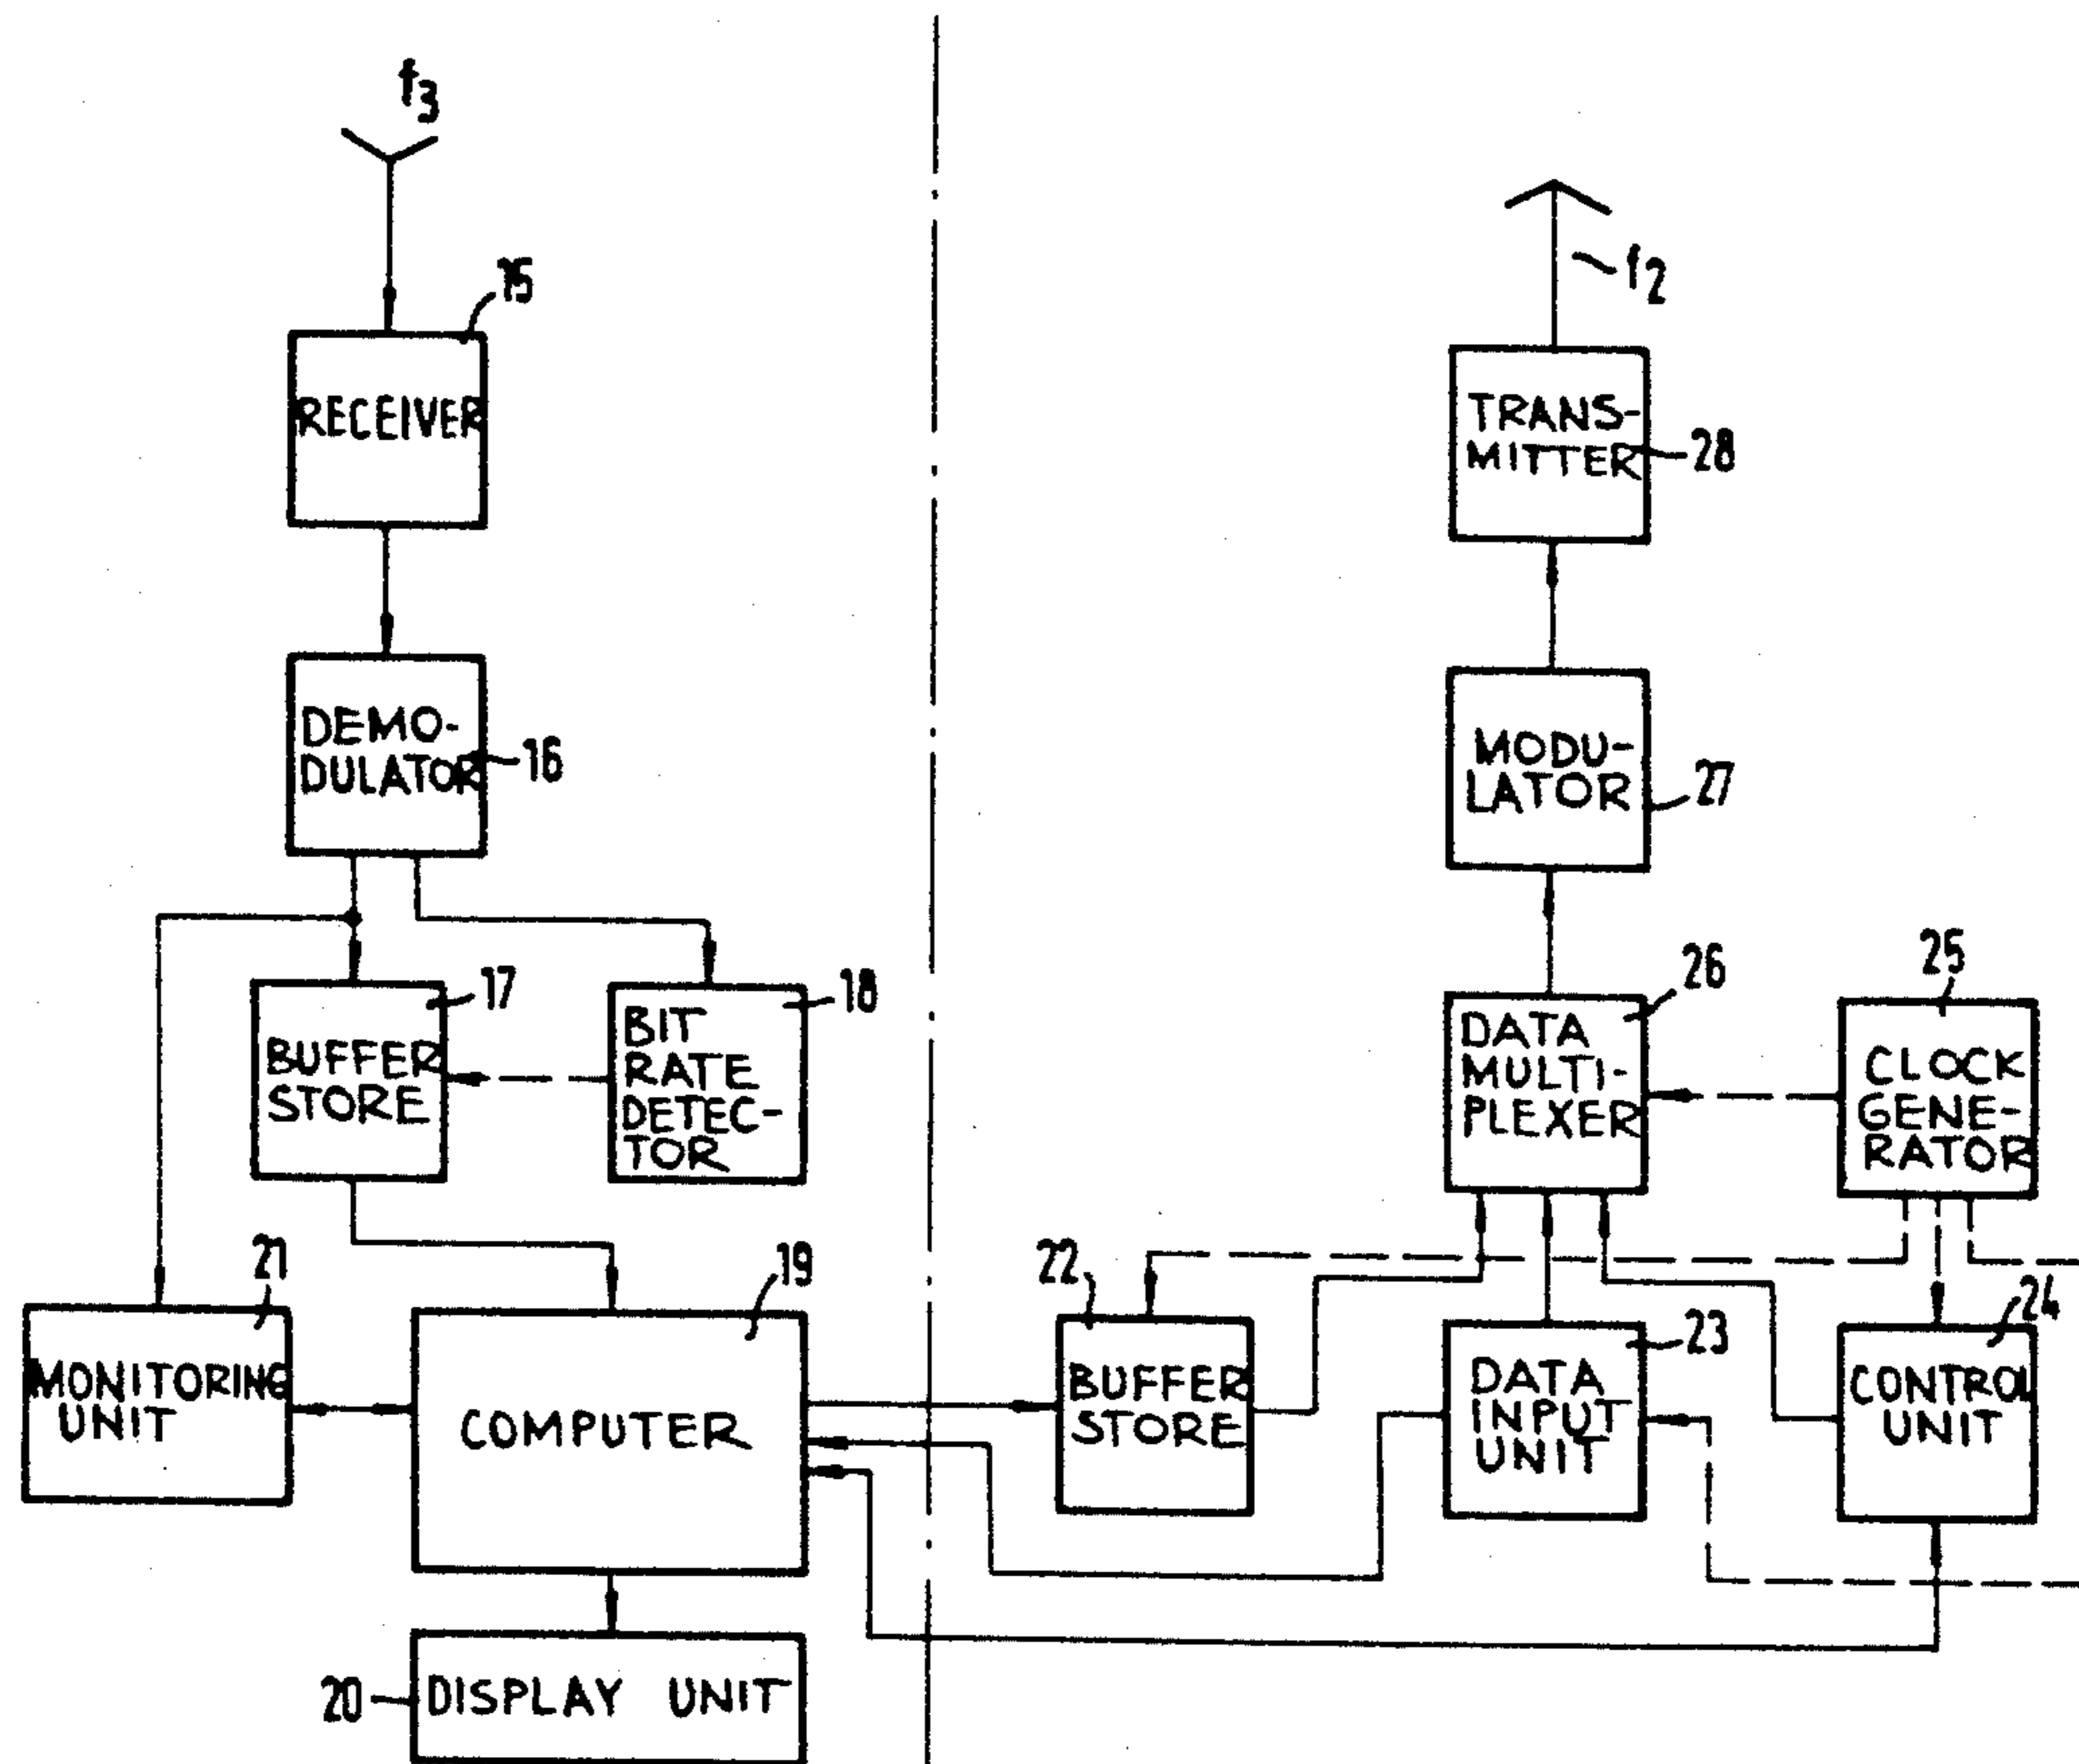 f3
15
RECEIVER
f2
TRANS-
MITTER
28
DEMO-
DULATOR
16
MODU-
LATOR
27
17
BUFFER
STORE
18
BIT
RATE
DETEC-
TOR
26
DATA
MULTI-
PLEXER
25
CLOCK
GENE-
RATOR
21
MONITORING
UNIT
19
COMPUTER
22
BUFFER
STORE
23
DATA
INPUT
UNIT
24
CONTROL
UNIT
20
DISPLAY UNIT